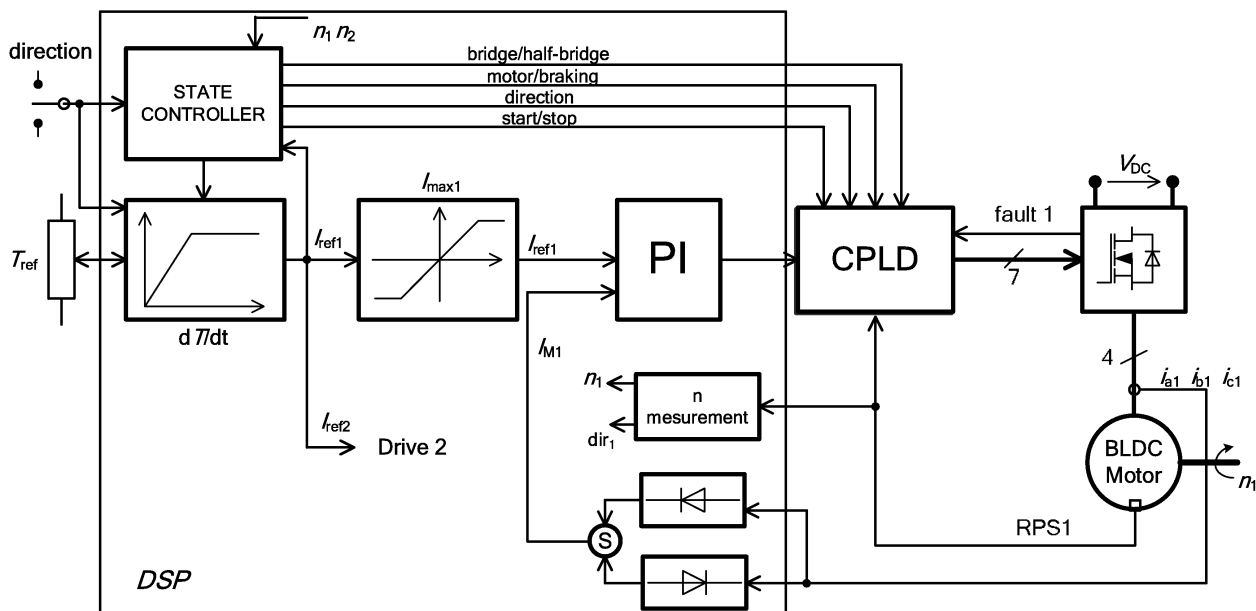 n1 n2
direction
STATE
CONTROLLER
bridge/half-bridge
motor/braking
direction
start/stop
Tref
dT/dt
Iref1
Imax1
Iref1
PI
CPLD
fault 1
7
VDC
4
ia1 ib1 ic1
BLDC
Motor
n1
RPS1
IM1
n1
dir1
n
mesurement
Iref2
Drive 2
S
DSP